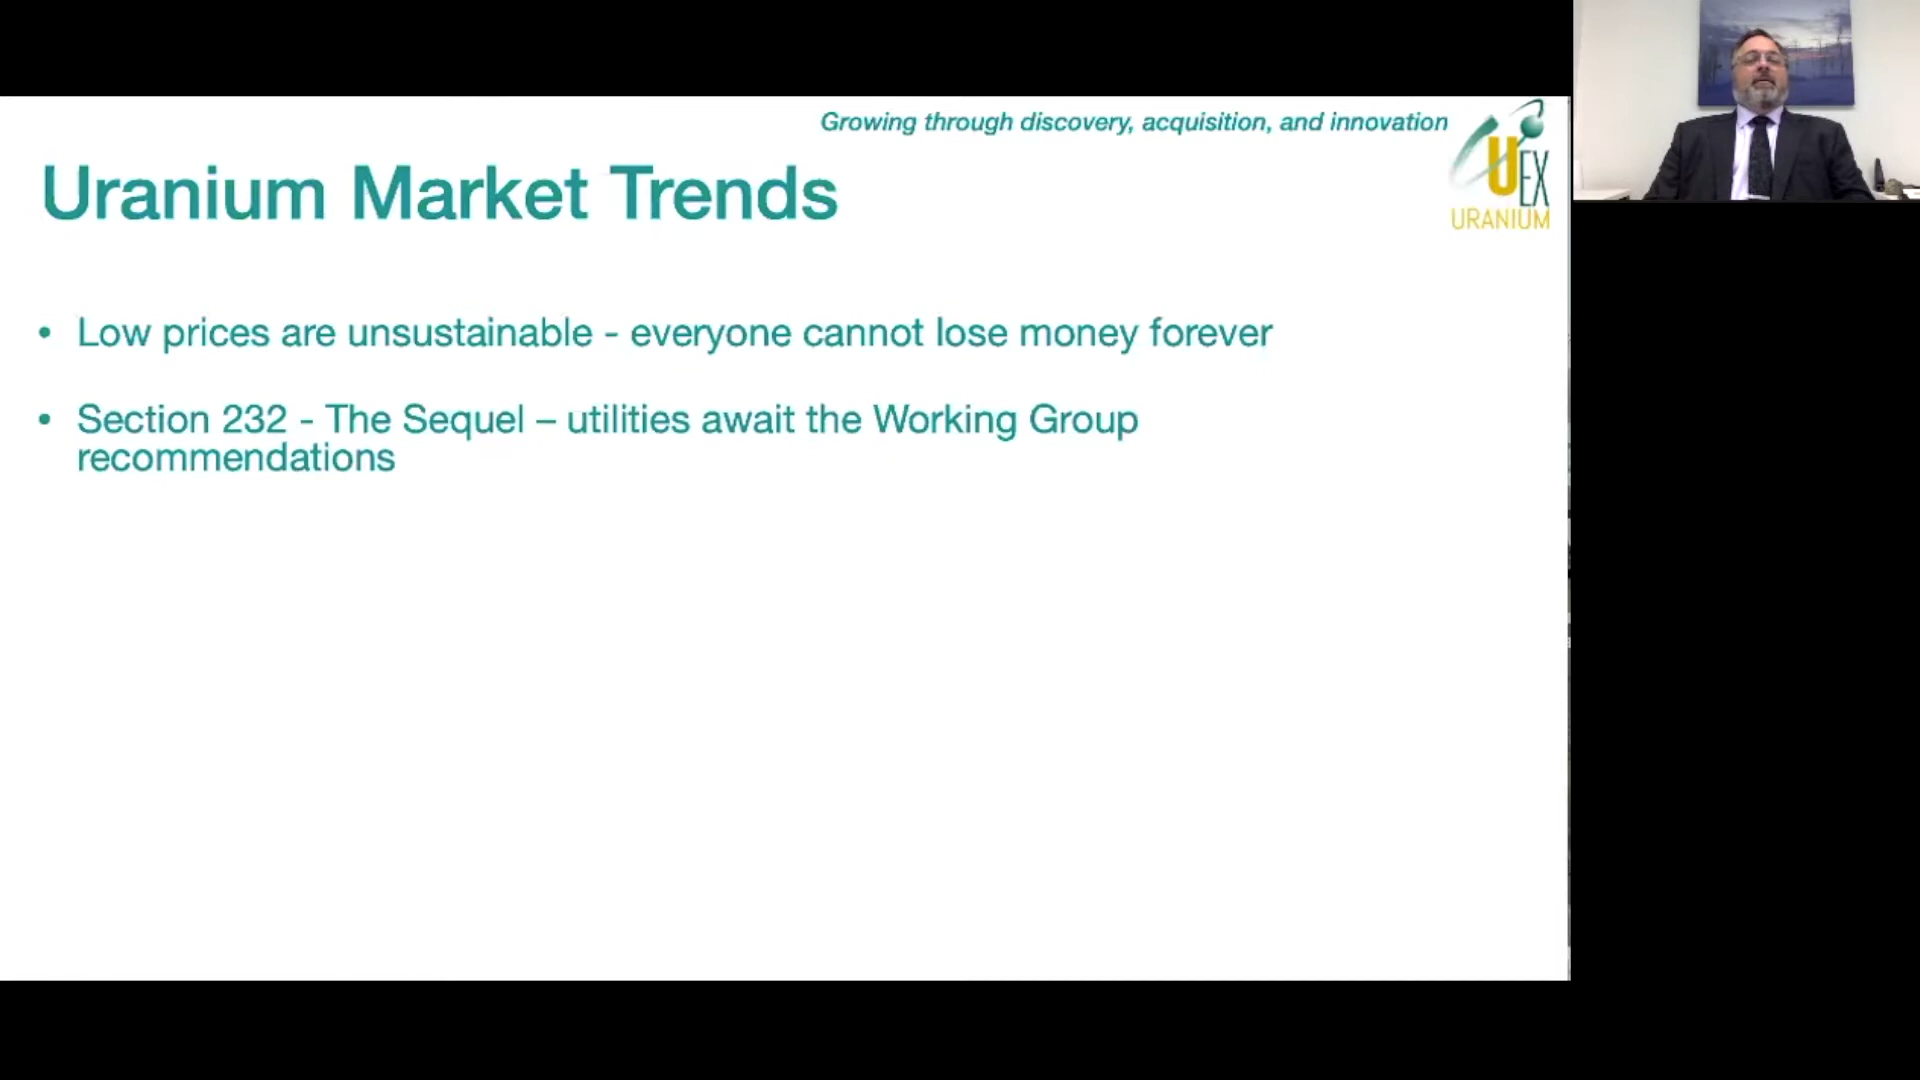 Growing through discovery, acquisition, and innovation
UEX
URANIUM
Uranium Market Trends
• Low prices are unsustainable - everyone cannot lose money forever
• Section 232 - The Sequel – utilities await the Working Group
recommendations